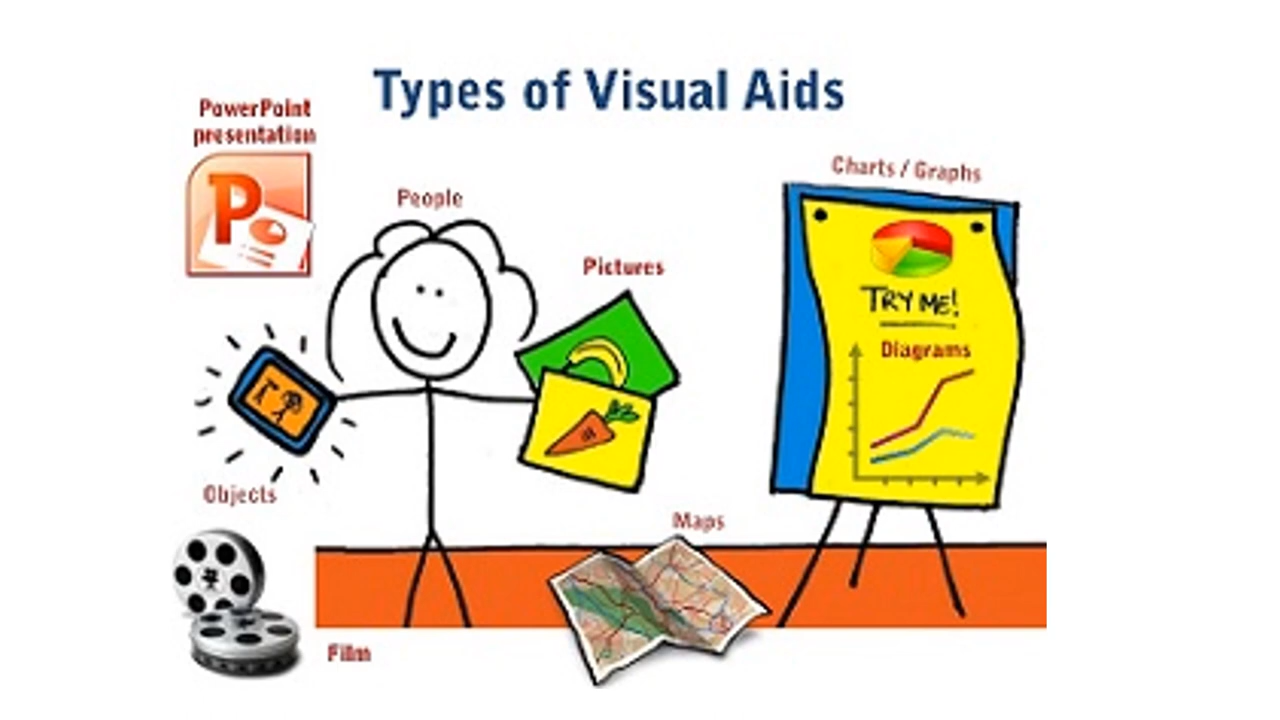 Types of Visual Aids
PowerPoint
presentation
P
People
Charts / Graphs
Pictures
TRY ME!
Diagrams
Objects
Maps
Film